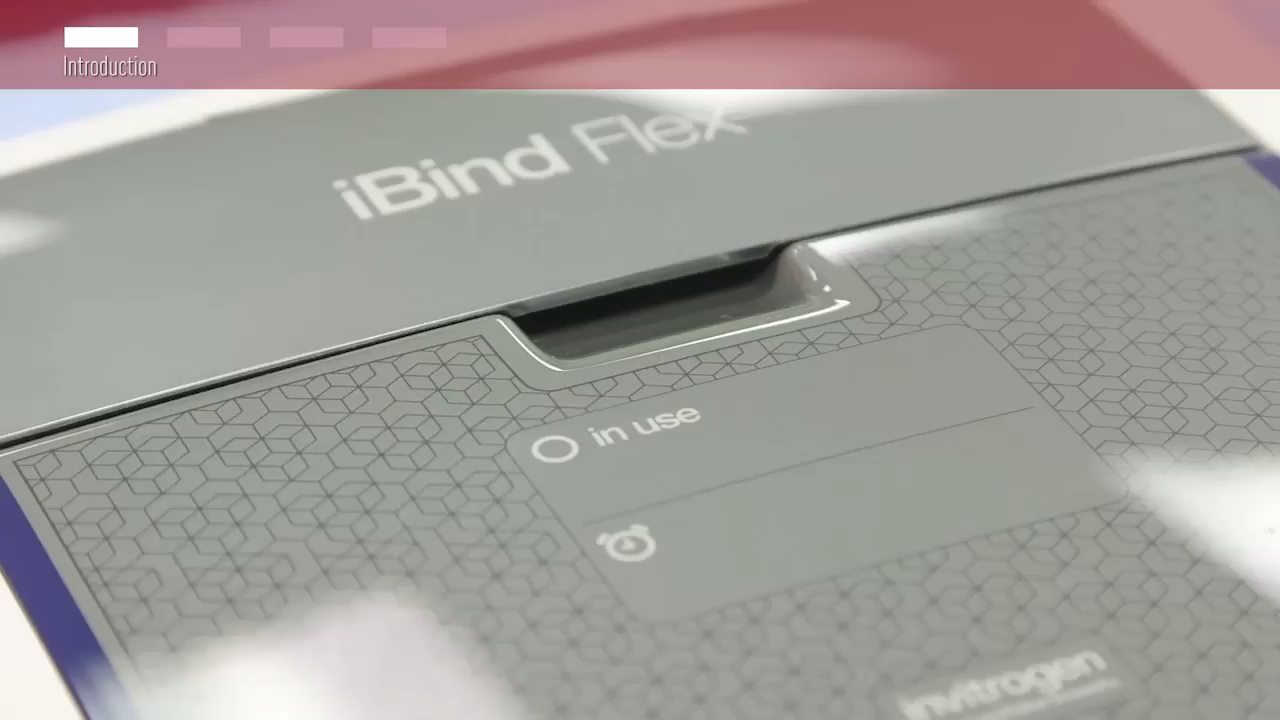 Introduction
iBind Flex
in use
invitrogen